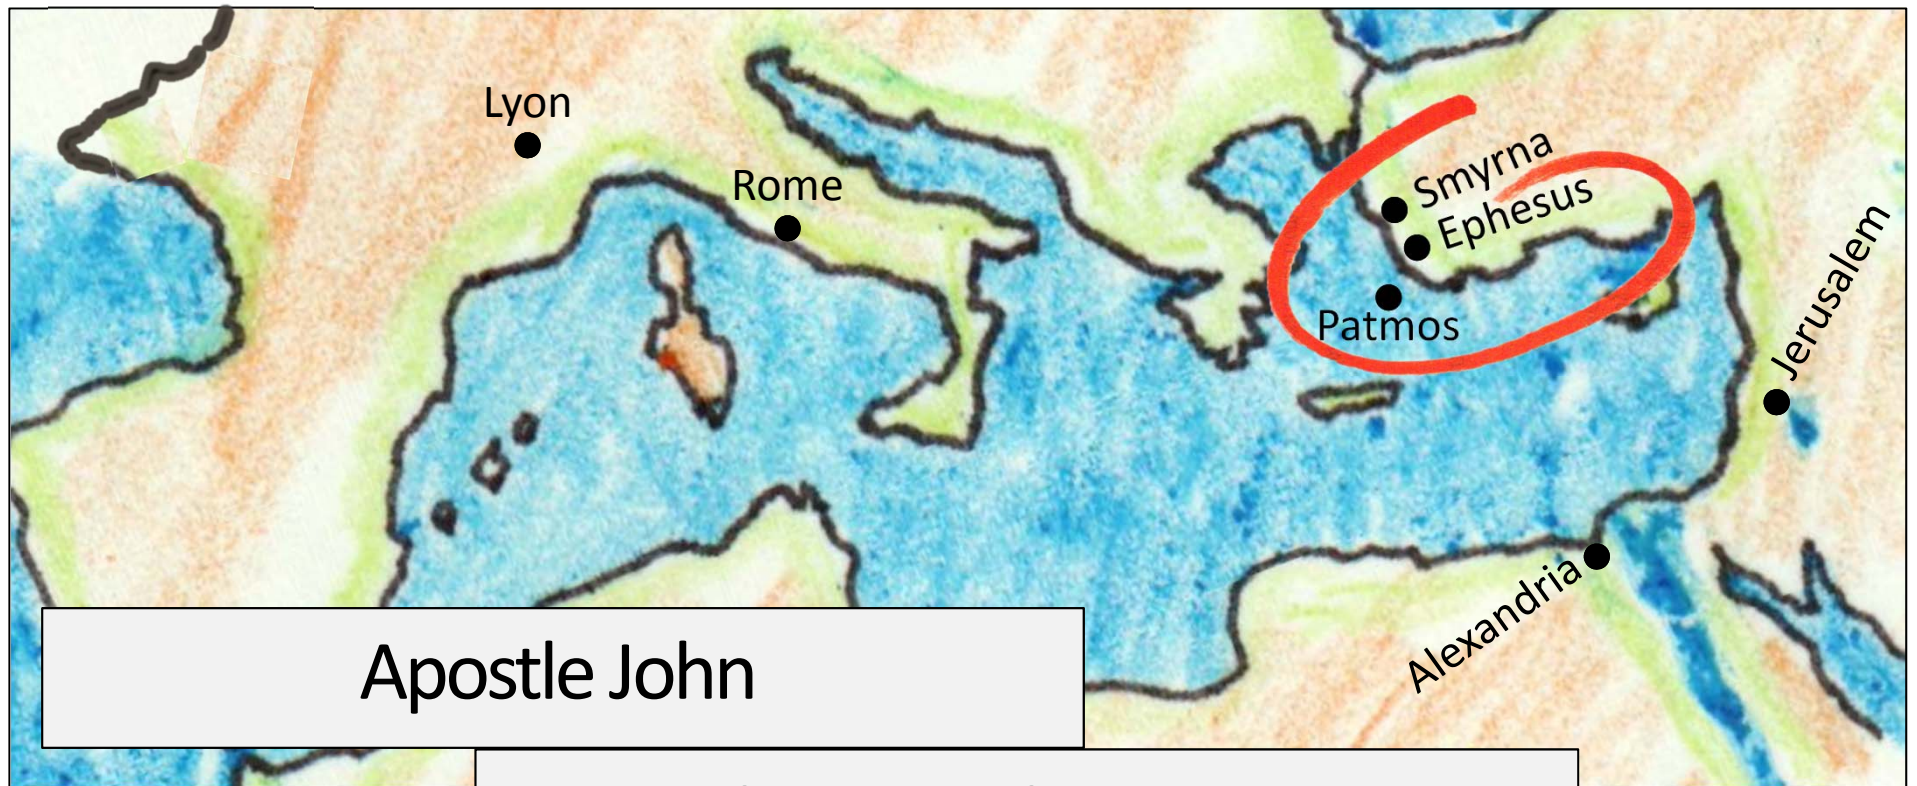 Lyon
Rome
Smyrna
Ephesus
Patmos
Jerusalem
Alexandria
Apostle John